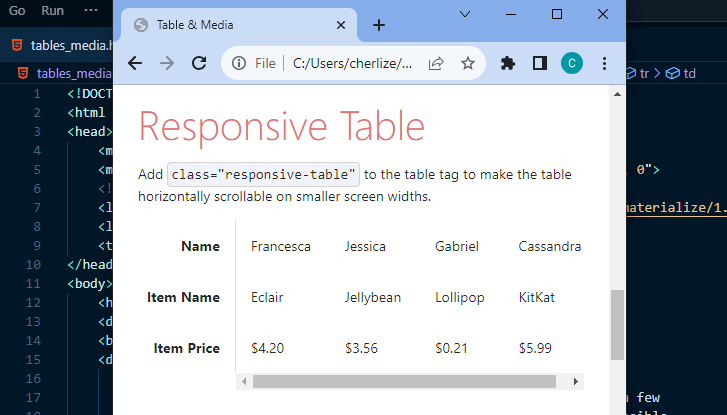 Go Run ...
Table & Media
tables_media.h
File C:/Users/cherlize/... C
tables_media
tr > td
1 <!DOCT
2 <html
3 <head>
4 <m
5 <m 0">
6 <!
7 <l materialize/1.
8 <l
9 <t
10 </head
11 <body>
12 <h
13 <d
14 <b
15 <d
16
17 few
18
Responsive Table
Add class="responsive-table" to the table tag to make the table
horizontally scrollable on smaller screen widths.
Name Francesca Jessica Gabriel Cassandra
Item Name Eclair Jellybean Lollipop KitKat
Item Price $4.20 $3.56 $0.21 $5.99